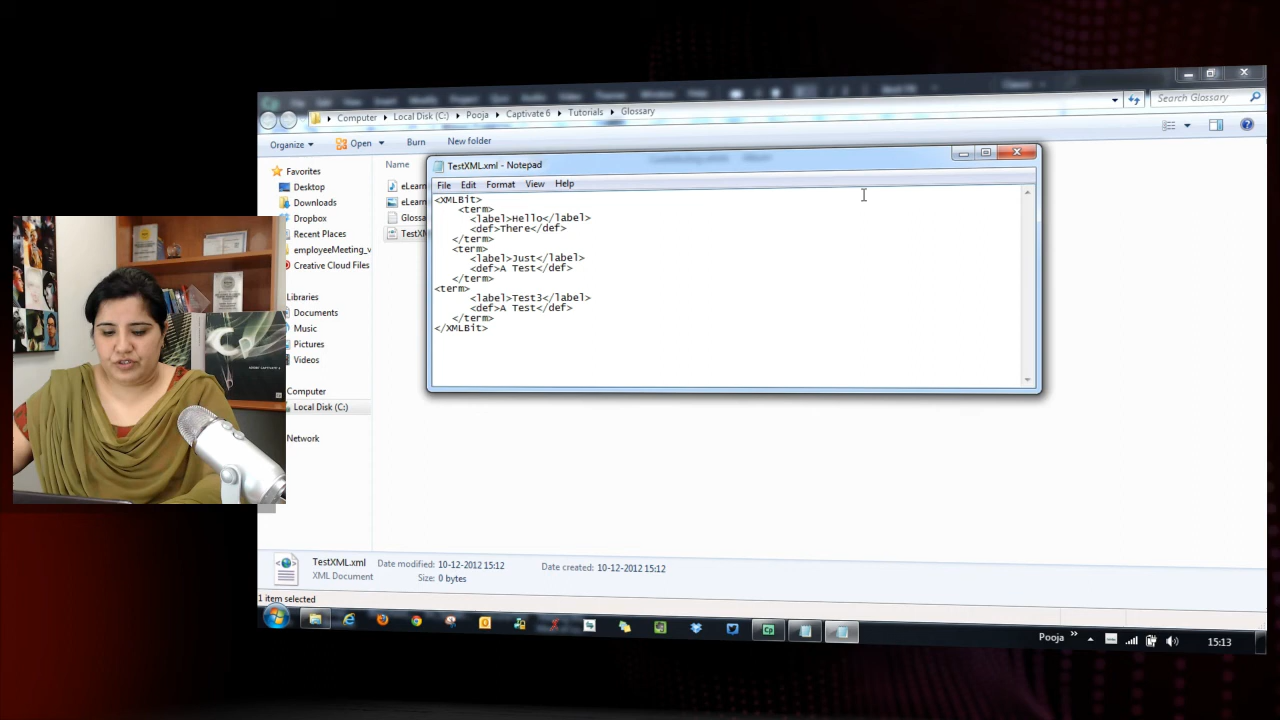 Computer ▸ Local Disk (C:) ▸ Pooja ▸ Captivate 6 ▸ Tutorials ▸ Glossary
Search Glossary
Organize ▾ Open ▾ Burn New folder
Favorites
Desktop
Downloads
Dropbox
Recent Places
employeeMeeting_v
Creative Cloud Files
Libraries
Documents
Music
Pictures
Videos
Computer
Local Disk (C:)
Network
Name
eLearn
eLearn
Glossa
TestXM
TestXML.xml - Notepad
File Edit Format View Help
<XMLBit>
<term>
<label>Hello</label>
<def>There</def>
</term>
<term>
<label>Just</label>
<def>A Test</def>
</term>
<term>
<label>Test3</label>
<def>A Test</def>
</term>
</XMLBit>
TestXML.xml Date modified: 10-12-2012 15:12 Date created: 10-12-2012 15:12
XML Document Size: 0 bytes
1 item selected
Pooja » 15:13